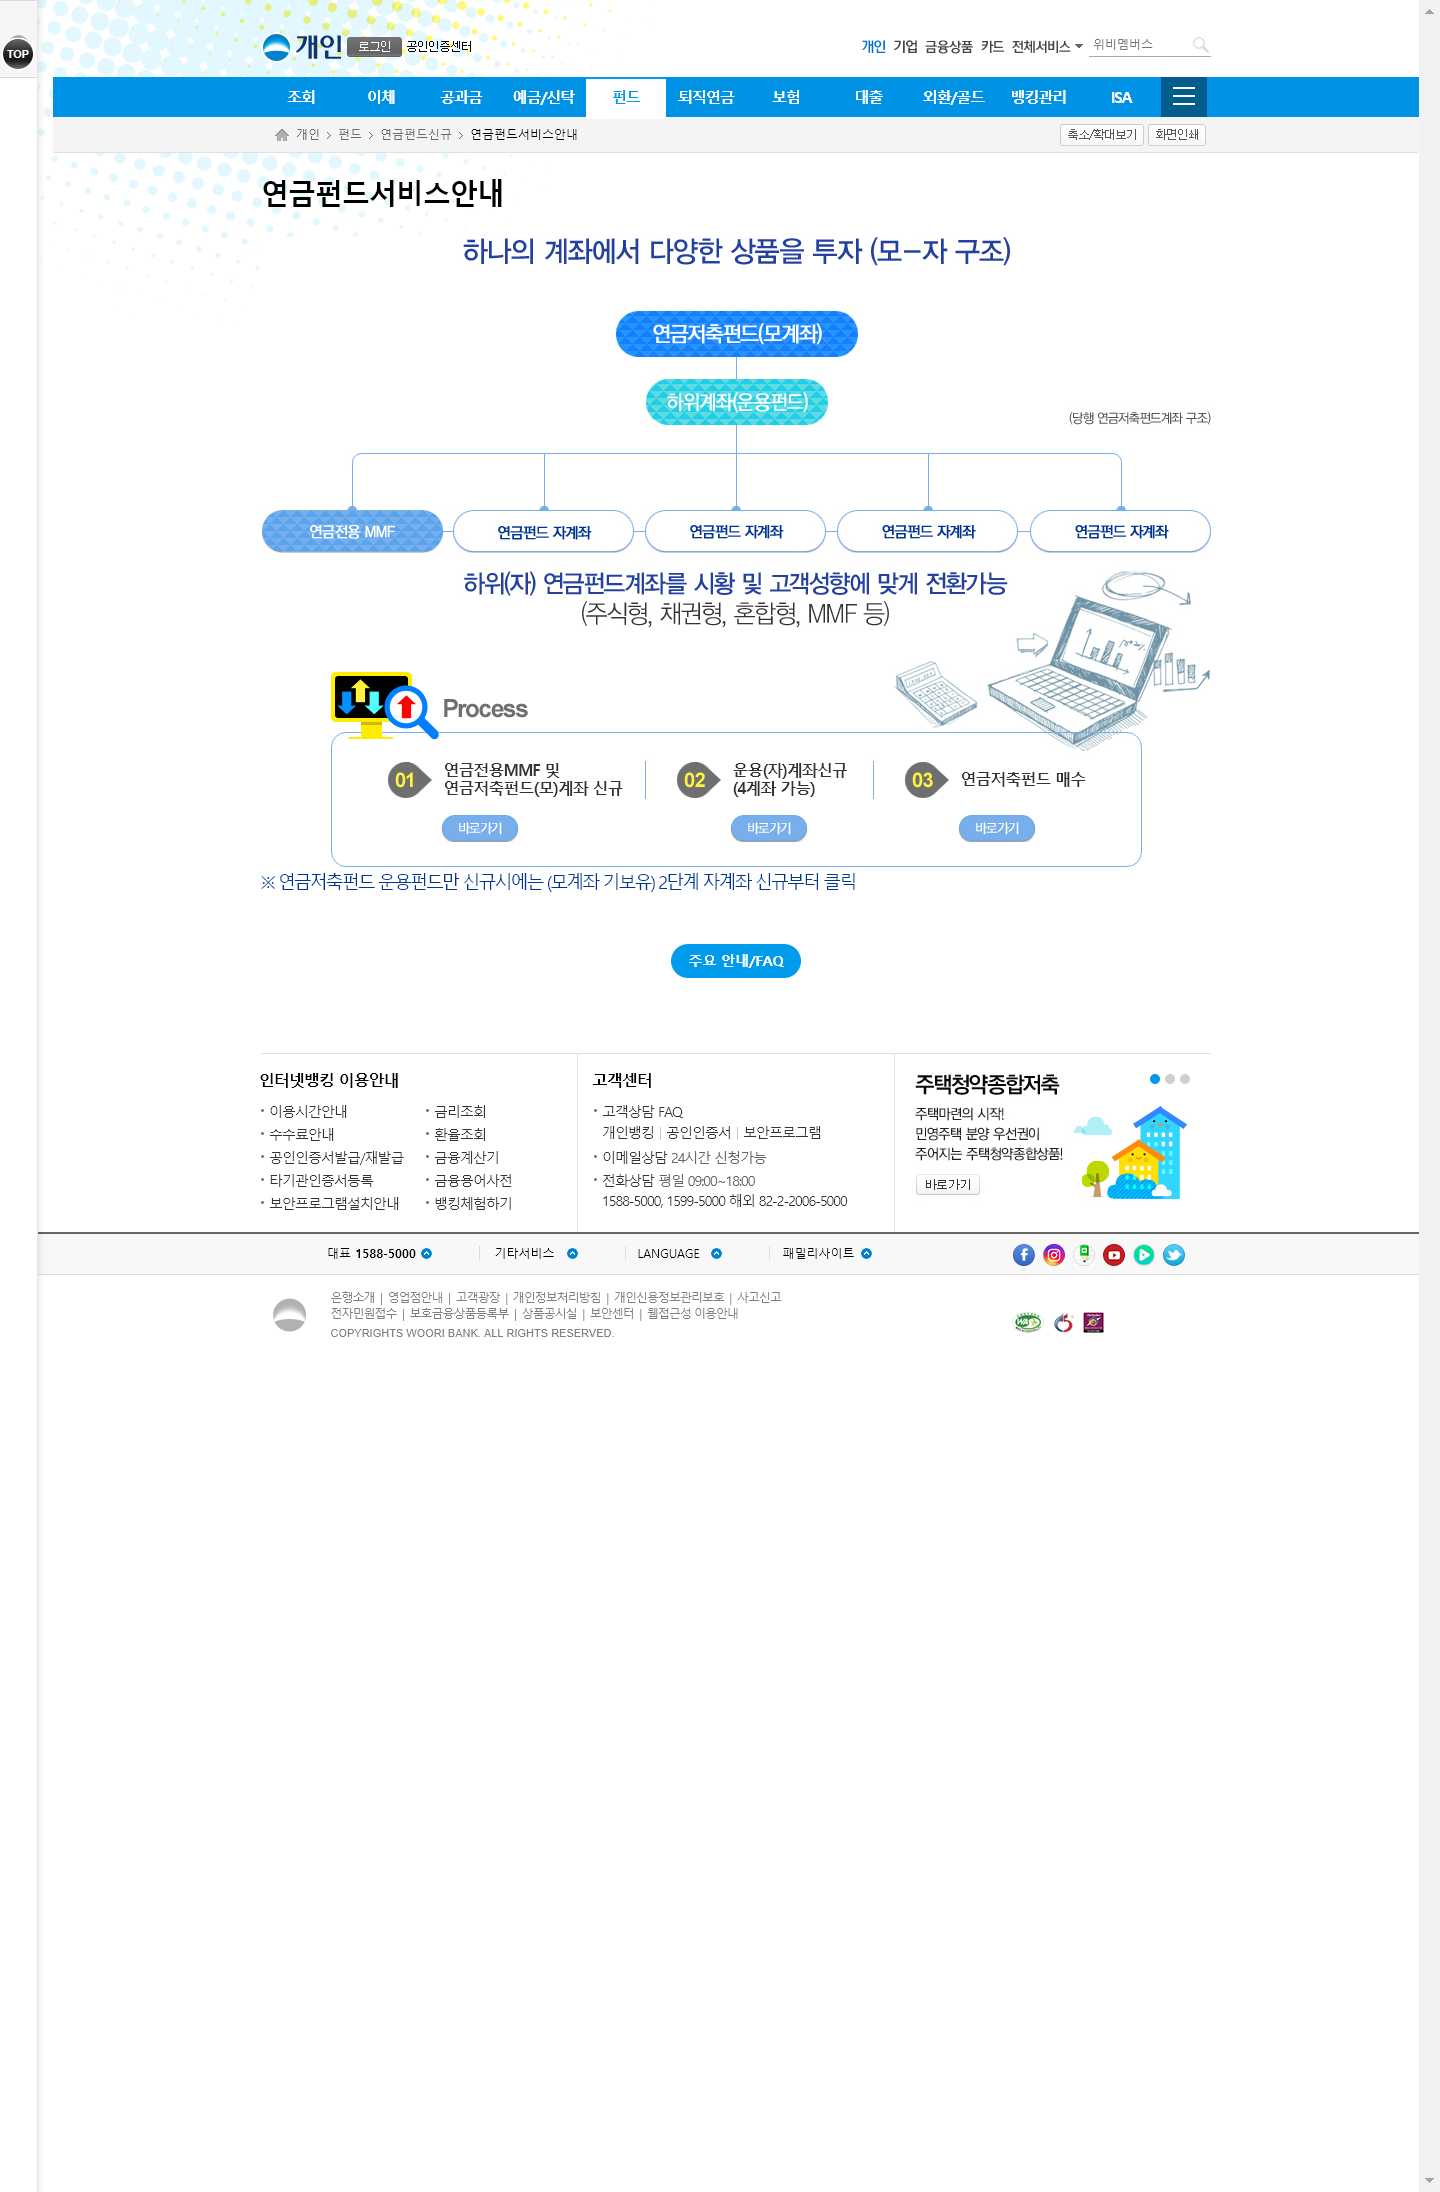 TOP
개인 로그인 공인인증센터
개인 기업 금융상품 카드 전체서비스 위비멤버스
조회 이체 공과금 예금/신탁 펀드 퇴직연금 보험 대출 외환/골드 뱅킹관리 ISA
개인 > 펀드 > 연금펀드신규 > 연금펀드서비스안내 축소/확대보기 화면인쇄
연금펀드서비스안내
하나의 계좌에서 다양한 상품을 투자 (모-자 구조)
연금저축펀드(모계좌)
하위계좌(운용펀드)
(당행 연금저축펀드계좌 구조)
연금전용 MMF 연금펀드 자계좌 연금펀드 자계좌 연금펀드 자계좌 연금펀드 자계좌
하위(자) 연금펀드계좌를 시황 및 고객성향에 맞게 전환가능
(주식형, 채권형, 혼합형, MMF 등)
Process
01 연금전용MMF 및
연금저축펀드(모)계좌 신규
바로가기
02 운용(자)계좌신규
(4계좌 가능)
바로가기
03 연금저축펀드 매수
바로가기
※ 연금저축펀드 운용펀드만 신규시에는 (모계좌 기보유) 2단계 자계좌 신규부터 클릭
주요 안내/FAQ
인터넷뱅킹 이용안내
이용시간안내
수수료안내
공인인증서발급/재발급
타기관인증서등록
보안프로그램설치안내
금리조회
환율조회
금융계산기
금융용어사전
뱅킹체험하기
고객센터
고객상담 FAQ
개인뱅킹 | 공인인증서 | 보안프로그램
이메일상담 24시간 신청가능
전화상담 평일 09:00~18:00
1588-5000, 1599-5000 해외 82-2-2006-5000
주택청약종합저축
주택마련의 시작!
민영주택 분양 우선권이
주어지는 주택청약종합상품!
바로가기
대표 1588-5000 기타서비스 LANGUAGE 패밀리사이트
은행소개 | 영업점안내 | 고객광장 | 개인정보처리방침 | 개인신용정보관리보호 | 사고신고
전자민원접수 | 보호금융상품등록부 | 상품공시실 | 보안센터 | 웹접근성 이용안내
COPYRIGHTS WOORI BANK. ALL RIGHTS RESERVED.